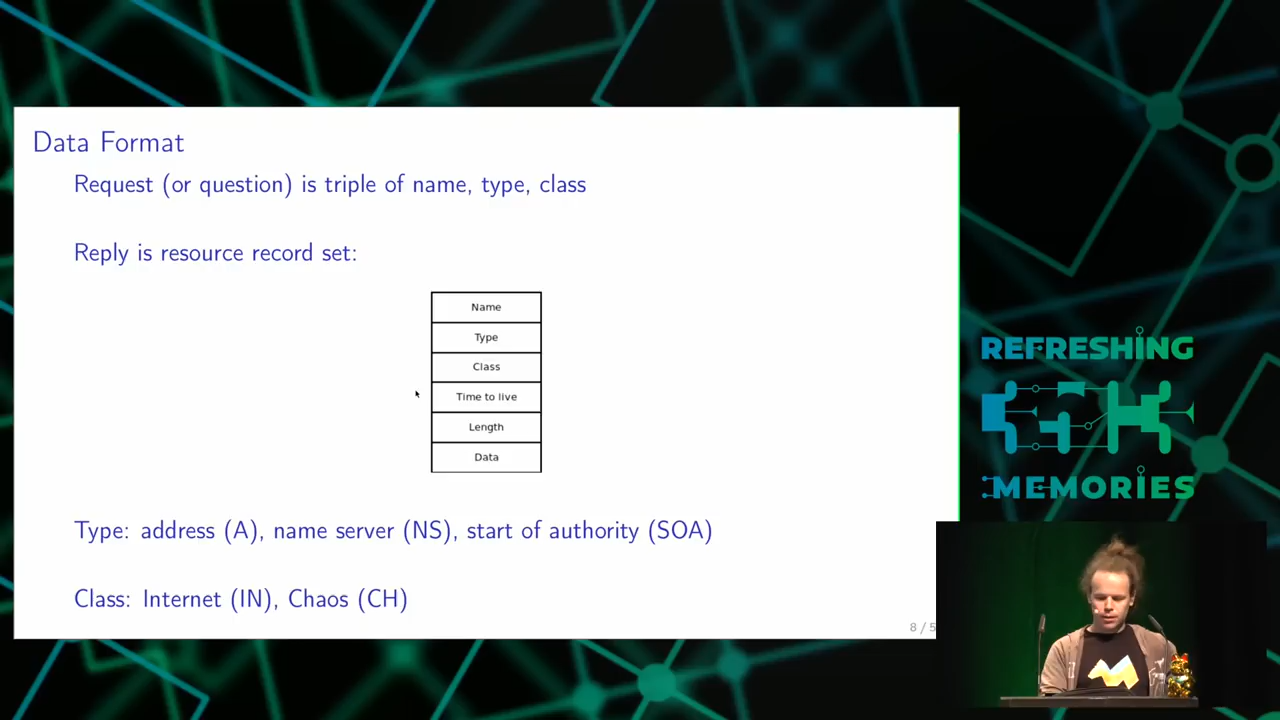 Data Format
Request (or question) is triple of name, type, class
Reply is resource record set:
Name
Type
Class
Time to live
Length
Data
Type: address (A), name server (NS), start of authority (SOA)
Class: Internet (IN), Chaos (CH)
8 / 5
REFRESHING
MEMORIES